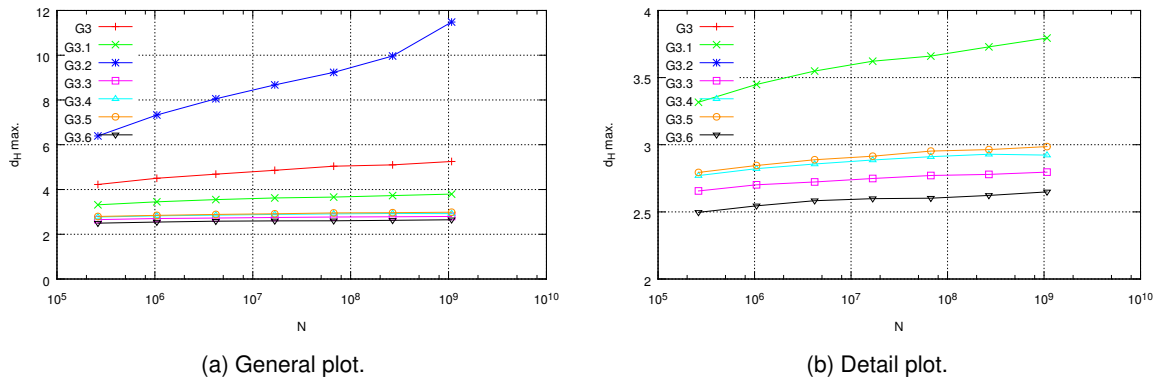 12
10
8
6
4
2
0
d_H max.
G3
G3.1
G3.2
G3.3
G3.4
G3.5
G3.6
10^5 10^6 10^7 10^8 10^9 10^10
N
(a) General plot.
4
3.5
3
2.5
2
d_H max.
G3
G3.1
G3.2
G3.3
G3.4
G3.5
G3.6
10^5 10^6 10^7 10^8 10^9 10^10
N
(b) Detail plot.